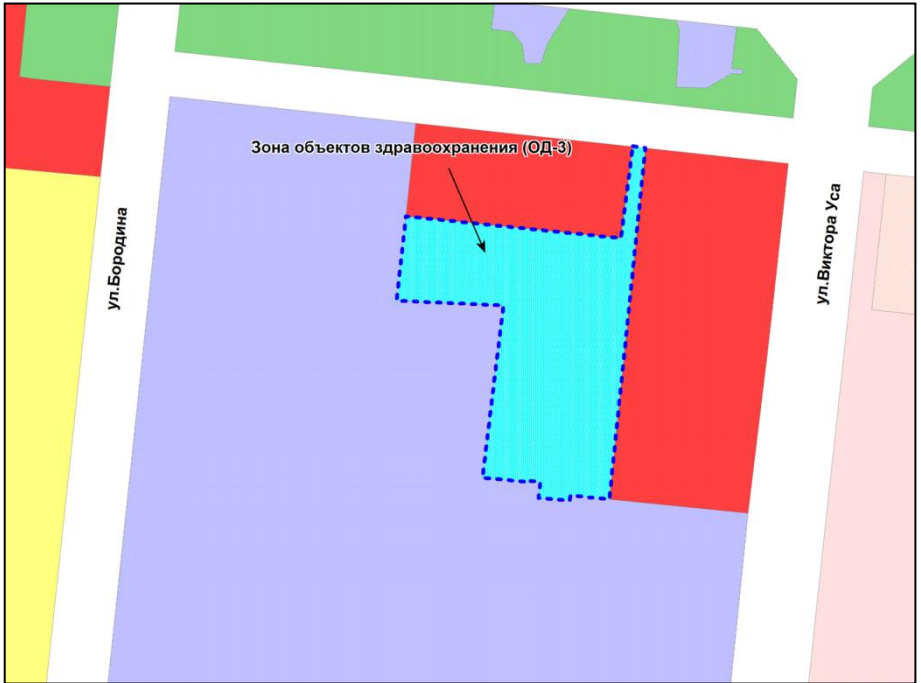 Зона объектов здравоохранения (ОД-3)
ул.Бородина
ул.Виктора Уса